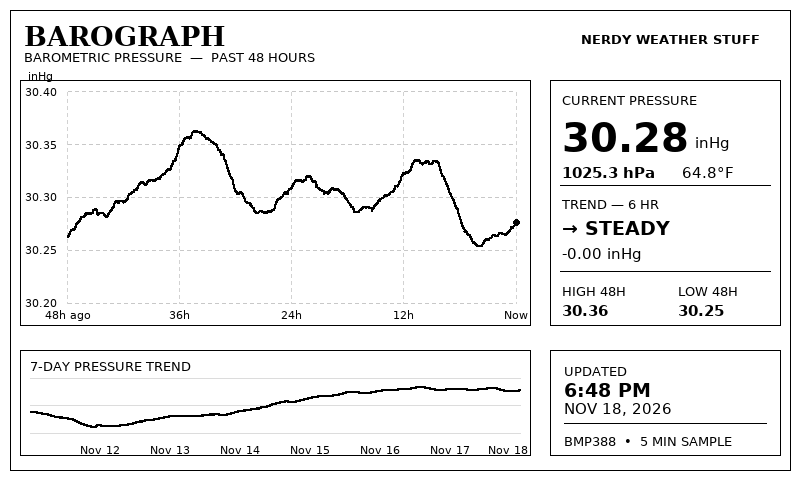 BAROGRAPH
BAROMETRIC PRESSURE — PAST 48 HOURS
NERDY WEATHER STUFF
inHg
30.40
30.35
30.30
30.25
30.20
48h ago 36h 24h 12h Now
CURRENT PRESSURE
30.28 inHg
1025.3 hPa 64.8°F
TREND — 6 HR
→ STEADY
-0.00 inHg
HIGH 48H LOW 48H
30.36 30.25
7-DAY PRESSURE TREND
Nov 12 Nov 13 Nov 14 Nov 15 Nov 16 Nov 17 Nov 18
UPDATED
6:48 PM
NOV 18, 2026
BMP388 • 5 MIN SAMPLE